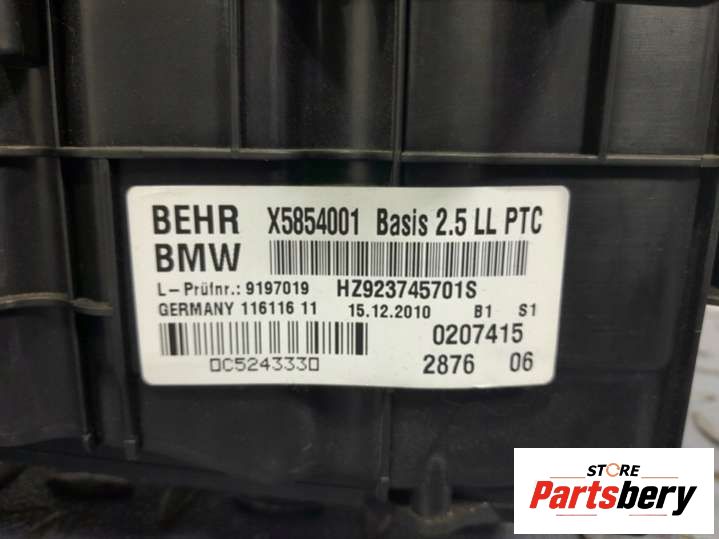 BEHR X5854001 Basis 2.5 LL PTC
BMW
L-Prüfnr.: 9197019 HZ923745701S
GERMANY 116116 11 15.12.2010 B1 S1
0207415
0C5243330 2876 06
STORE
Partsbery